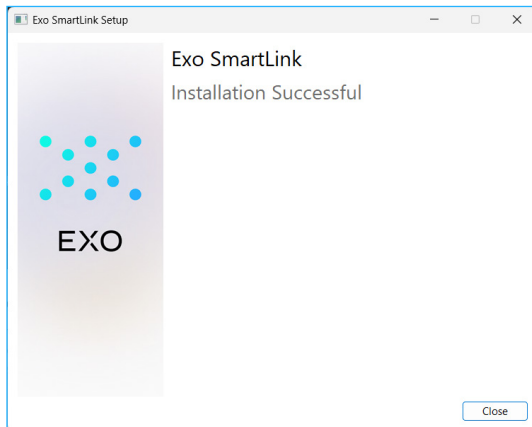 Exo SmartLink Setup
Exo SmartLink
Installation Successful
EXO
Close